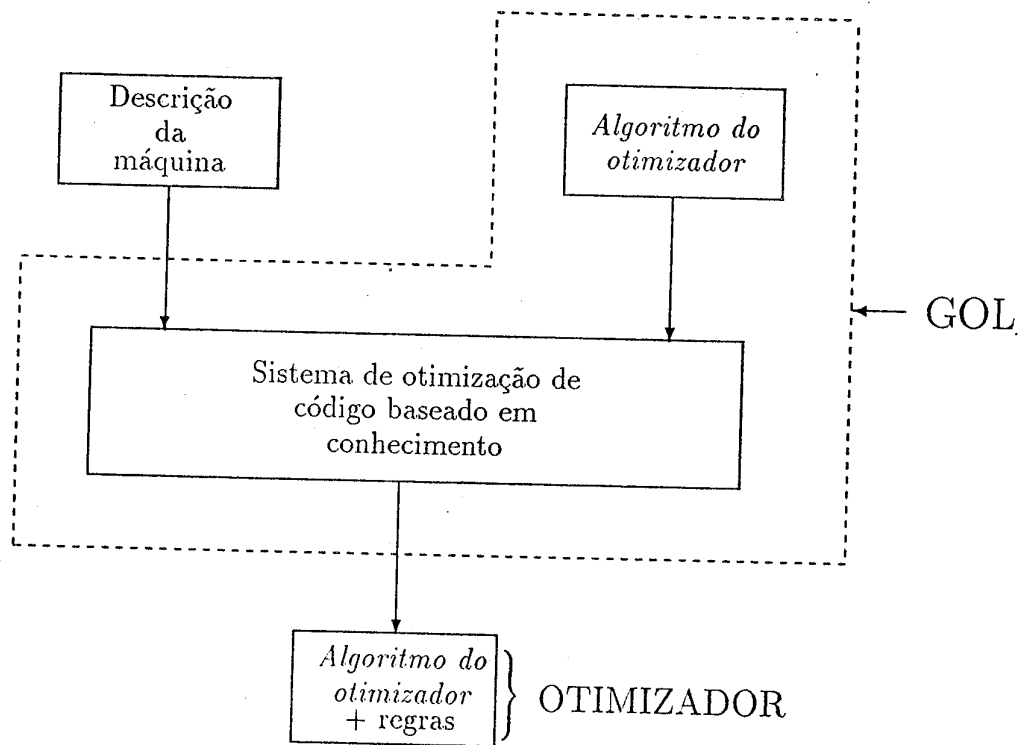 Descrição
da
máquina
Algoritmo do
otimizador
GOL
Sistema de otimização de
código baseado em
conhecimento
Algoritmo do
otimizador
+ regras
OTIMIZADOR